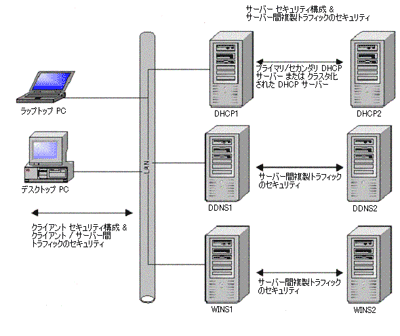 サーバー セキュリティ構成 &
サーバー間複製トラフィックのセキュリティ
プライマリ/セカンダリ DHCP
サーバー または クラスタ化
された DHCP サーバー
ラップトップ PC
DHCP1
DHCP2
LAN
デスクトップ PC
サーバー間複製トラフィック
のセキュリティ
DDNS1
DDNS2
クライアント セキュリティ構成 &
クライアント / サーバー間
トラフィックのセキュリティ
サーバー間複製トラフィック
のセキュリティ
WINS1
WINS2